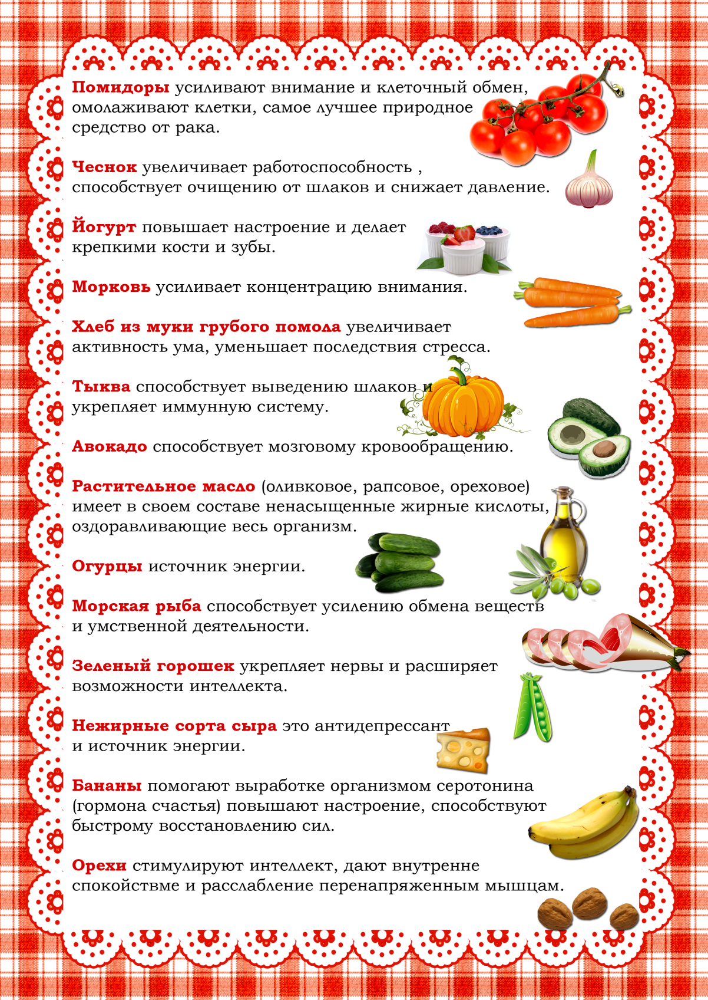 Помидоры усиливают внимание и клеточный обмен,
омолаживают клетки, самое лучшее природное
средство от рака.
Чеснок увеличивает работоспособность ,
способствует очищению от шлаков и снижает давление.
Йогурт повышает настроение и делает
крепкими кости и зубы.
Морковь усиливает концентрацию внимания.
Хлеб из муки грубого помола увеличивает
активность ума, уменьшает последствия стресса.
Тыква способствует выведению шлаков и
укрепляет иммунную систему.
Авокадо способствует мозговому кровообращению.
Растительное масло (оливковое, рапсовое, ореховое)
имеет в своем составе ненасыщенные жирные кислоты,
оздоравливающие весь организм.
Огурцы источник энергии.
Морская рыба способствует усилению обмена веществ
и умственной деятельности.
Зеленый горошек укрепляет нервы и расширяет
возможности интеллекта.
Нежирные сорта сыра это антидепрессант
и источник энергии.
Бананы помогают выработке организмом серотонина
(гормона счастья) повышают настроение, способствуют
быстрому восстановлению сил.
Орехи стимулируют интеллект, дают внутренне
спокойствме и расслабление перенапряженным мышцам.